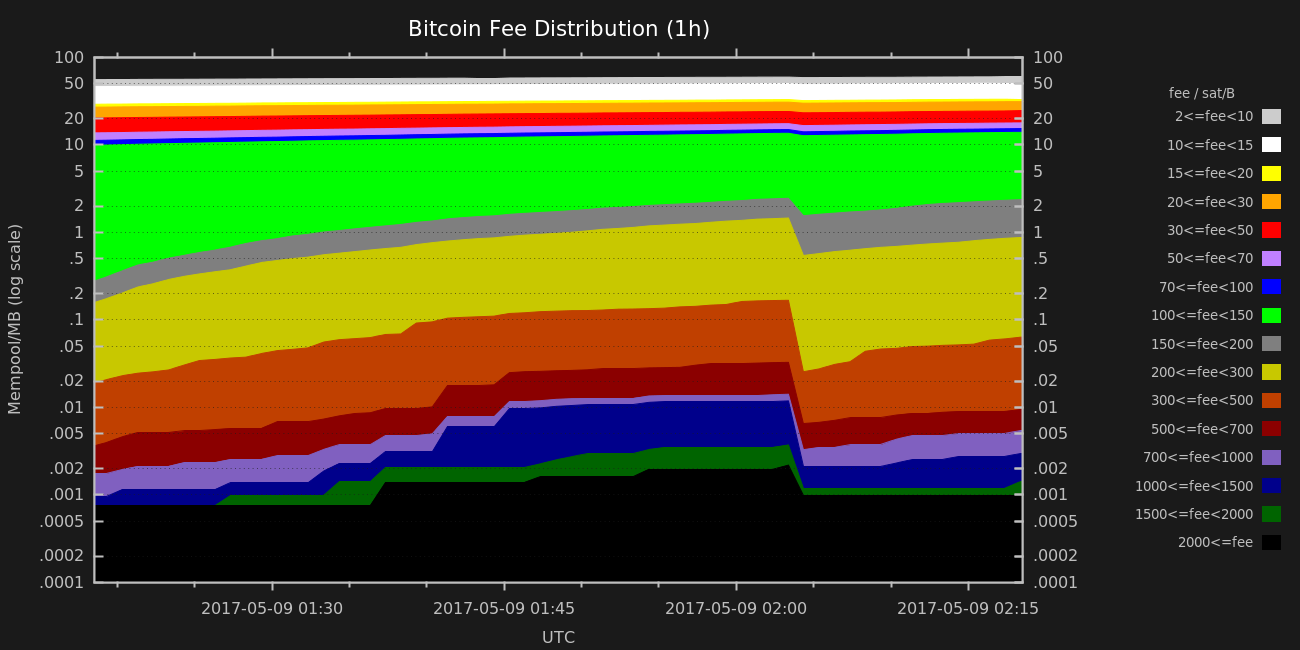 Bitcoin Fee Distribution (1h)
Mempool/MB (log scale)
100
50
20
10
5
2
1
.5
.2
.1
.05
.02
.01
.005
.002
.001
.0005
.0002
.0001
100
50
20
10
5
2
1
.5
.2
.1
.05
.02
.01
.005
.002
.001
.0005
.0002
.0001
2017-05-09 01:30
2017-05-09 01:45
2017-05-09 02:00
2017-05-09 02:15
UTC
fee / sat/B
2<=fee<10
10<=fee<15
15<=fee<20
20<=fee<30
30<=fee<50
50<=fee<70
70<=fee<100
100<=fee<150
150<=fee<200
200<=fee<300
300<=fee<500
500<=fee<700
700<=fee<1000
1000<=fee<1500
1500<=fee<2000
2000<=fee